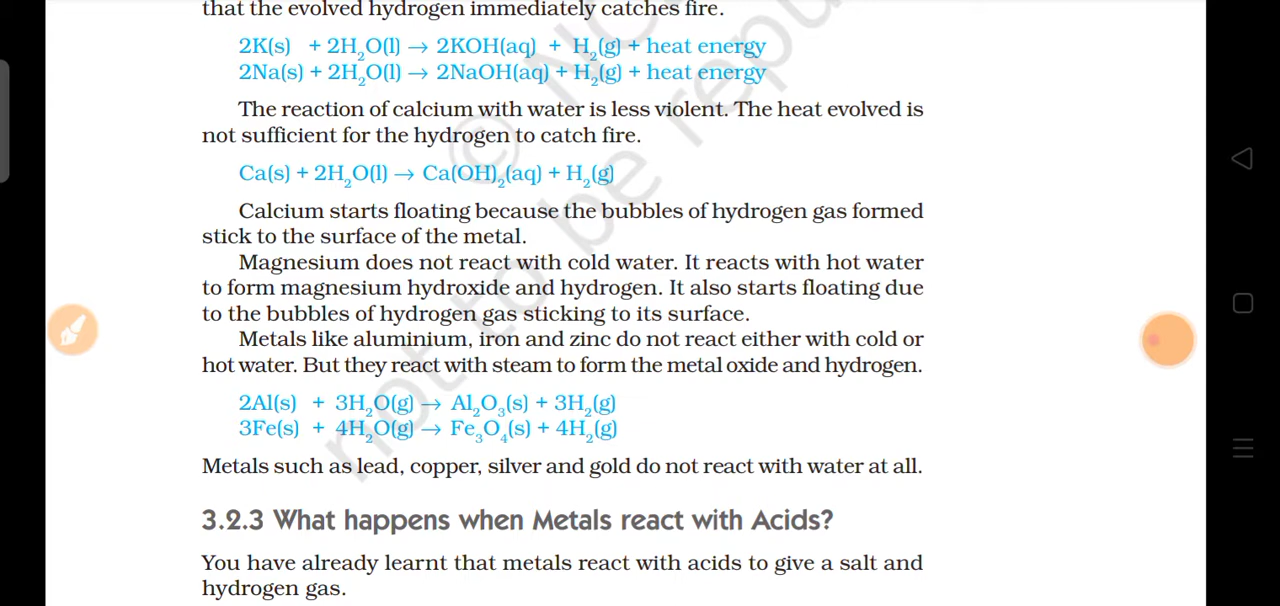 that the evolved hydrogen immediately catches fire.
2K(s) + 2H₂O(l) → 2KOH(aq) + H₂(g) + heat energy
2Na(s) + 2H₂O(l) → 2NaOH(aq) + H₂(g) + heat energy
The reaction of calcium with water is less violent. The heat evolved is
not sufficient for the hydrogen to catch fire.
Ca(s) + 2H₂O(l) → Ca(OH)₂(aq) + H₂(g)
Calcium starts floating because the bubbles of hydrogen gas formed
stick to the surface of the metal.
Magnesium does not react with cold water. It reacts with hot water
to form magnesium hydroxide and hydrogen. It also starts floating due
to the bubbles of hydrogen gas sticking to its surface.
Metals like aluminium, iron and zinc do not react either with cold or
hot water. But they react with steam to form the metal oxide and hydrogen.
2Al(s) + 3H₂O(g) → Al₂O₃(s) + 3H₂(g)
3Fe(s) + 4H₂O(g) → Fe₃O₄(s) + 4H₂(g)
Metals such as lead, copper, silver and gold do not react with water at all.
3.2.3 What happens when Metals react with Acids?
You have already learnt that metals react with acids to give a salt and
hydrogen gas.
© 
not to be